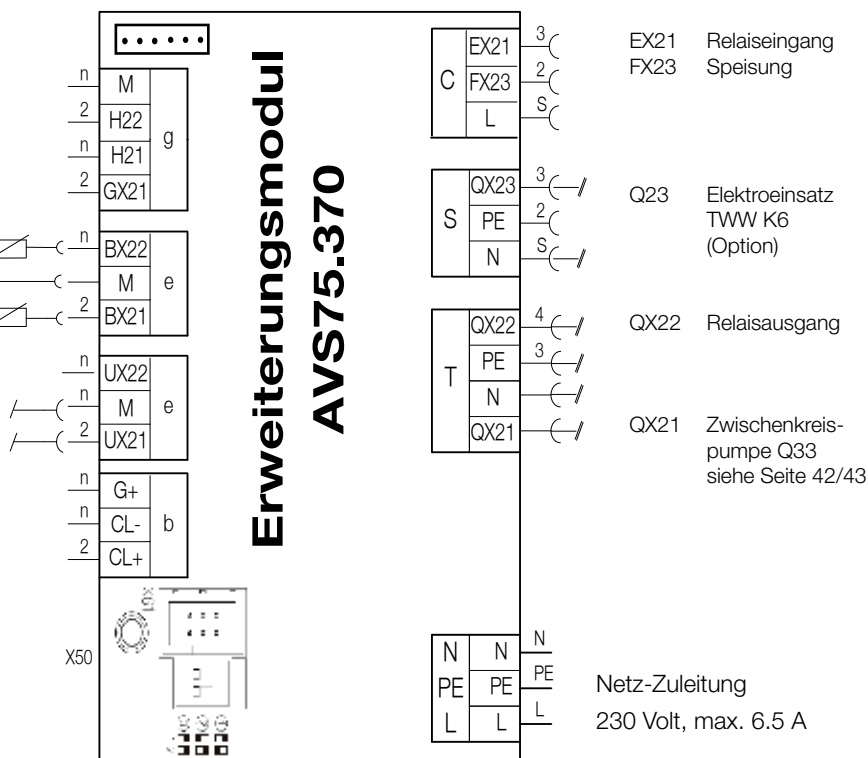 Erweiterungsmodul
AVS75.370
n M
2 H22
n H21
2 GX21
g
n BX22
M
2 BX21
e
n UX22
n M
2 UX21
e
n G+
n CL-
2 CL+
b
X50
C
EX21 3
FX23 2
L S
EX21 Relaiseingang
FX23 Speisung
S
QX23 3
PE 2
N S
Q23 Elektroeinsatz
TWW K6
(Option)
T
QX22 4
PE 3
N
QX21
QX22 Relaisausgang
QX21 Zwischenkreis-
pumpe Q33
siehe Seite 42/43
N N N
PE PE PE
L L L
Netz-Zuleitung
230 Volt, max. 6.5 A